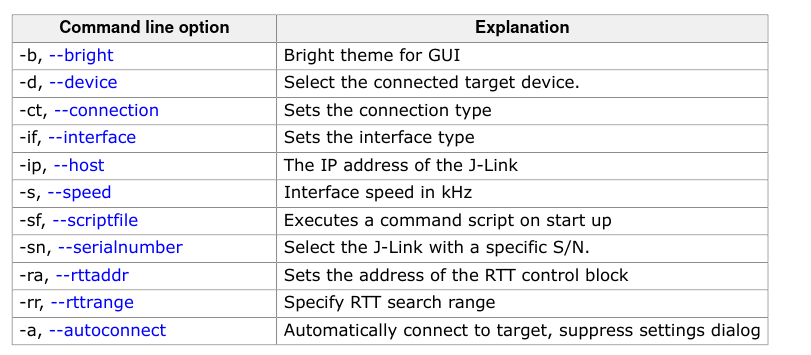 Command line option Explanation
-b, --bright Bright theme for GUI
-d, --device Select the connected target device.
-ct, --connection Sets the connection type
-if, --interface Sets the interface type
-ip, --host The IP address of the J-Link
-s, --speed Interface speed in kHz
-sf, --scriptfile Executes a command script on start up
-sn, --serialnumber Select the J-Link with a specific S/N.
-ra, --rttaddr Sets the address of the RTT control block
-rr, --rttrange Specify RTT search range
-a, --autoconnect Automatically connect to target, suppress settings dialog